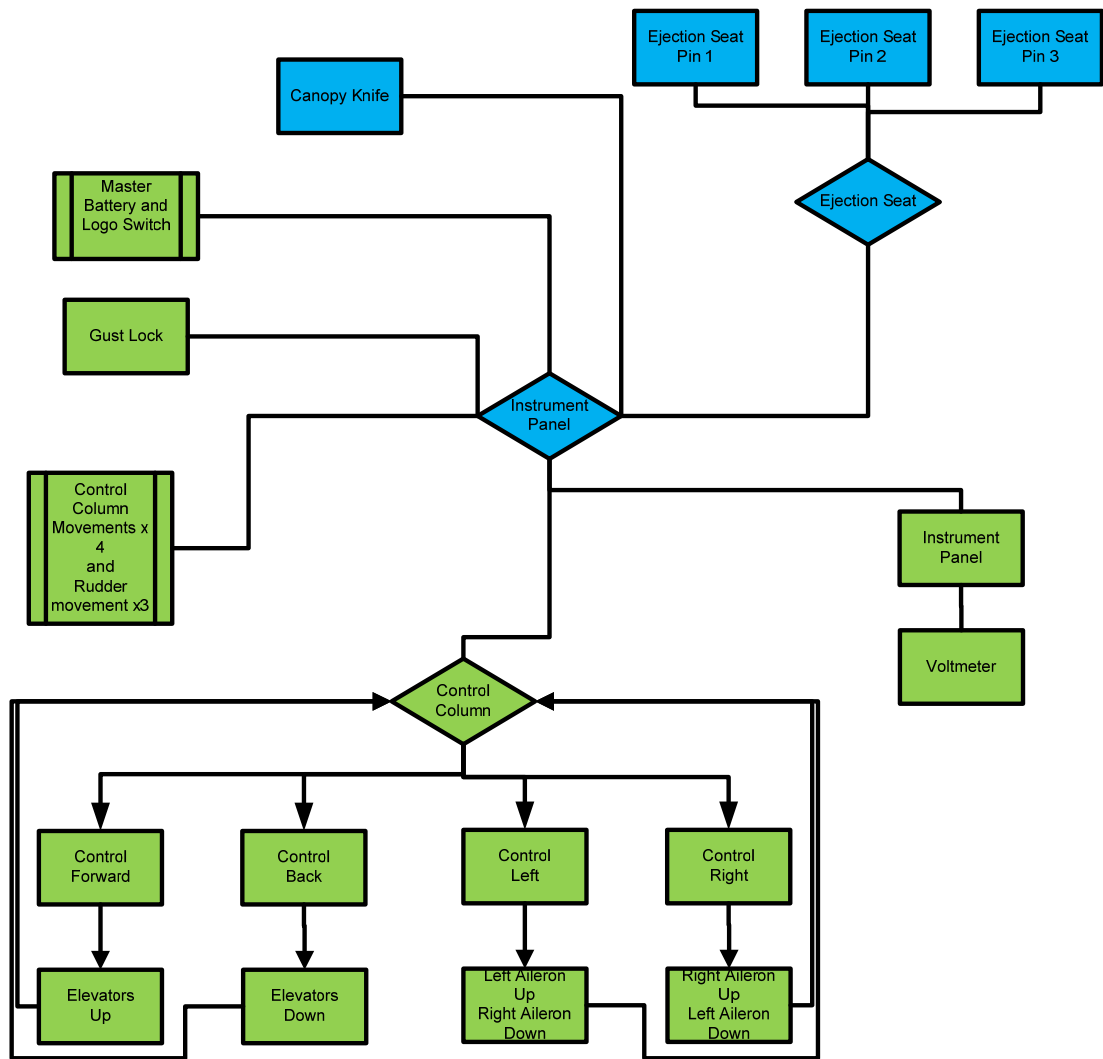 Ejection Seat
Pin 1
Ejection Seat
Pin 2
Ejection Seat
Pin 3
Canopy Knife
Master
Battery and
Logo Switch
Ejection Seat
Gust Lock
Instrument
Panel
Control
Column
Movements x
4
and
Rudder
movement x3
Instrument
Panel
Voltmeter
Control
Column
Control
Forward
Control
Back
Control
Left
Control
Right
Elevators
Up
Elevators
Down
Left Aileron
Up
Right Aileron
Down
Right Aileron
Up
Left Aileron
Down